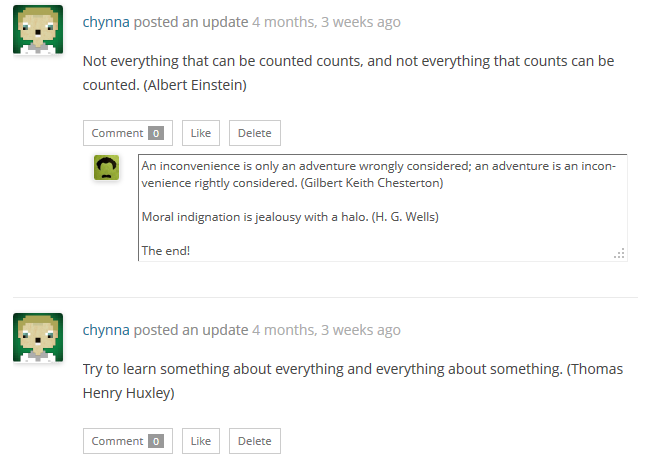 chynna posted an update 4 months, 3 weeks ago
Not everything that can be counted counts, and not everything that counts can be
counted. (Albert Einstein)
Comment 0 Like Delete
An inconvenience is only an adventure wrongly considered; an adventure is an incon-
venience rightly considered. (Gilbert Keith Chesterton)
Moral indignation is jealousy with a halo. (H. G. Wells)
The end!
chynna posted an update 4 months, 3 weeks ago
Try to learn something about everything and everything about something. (Thomas
Henry Huxley)
Comment 0 Like Delete